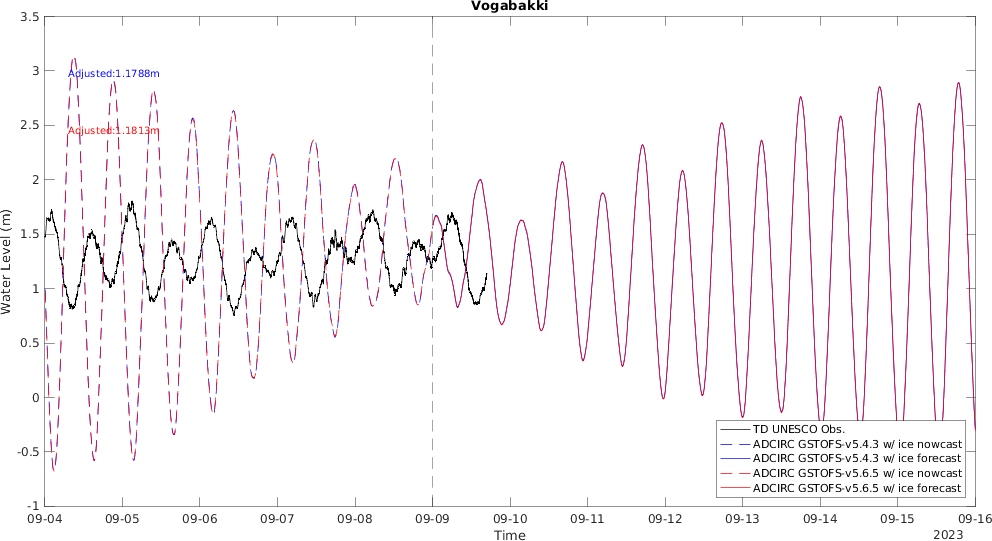 Vogabakki
3.5
3
2.5
2
1.5
1
0.5
0
-0.5
-1
Water Level (m)
Adjusted:1.1788m
Adjusted:1.1813m
TD UNESCO Obs.
ADCIRC GSTOFS-v5.4.3 w/ ice nowcast
ADCIRC GSTOFS-v5.4.3 w/ ice forecast
ADCIRC GSTOFS-v5.6.5 w/ ice nowcast
ADCIRC GSTOFS-v5.6.5 w/ ice forecast
09-04 09-05 09-06 09-07 09-08 09-09 09-10 09-11 09-12 09-13 09-14 09-15 09-16
Time
2023